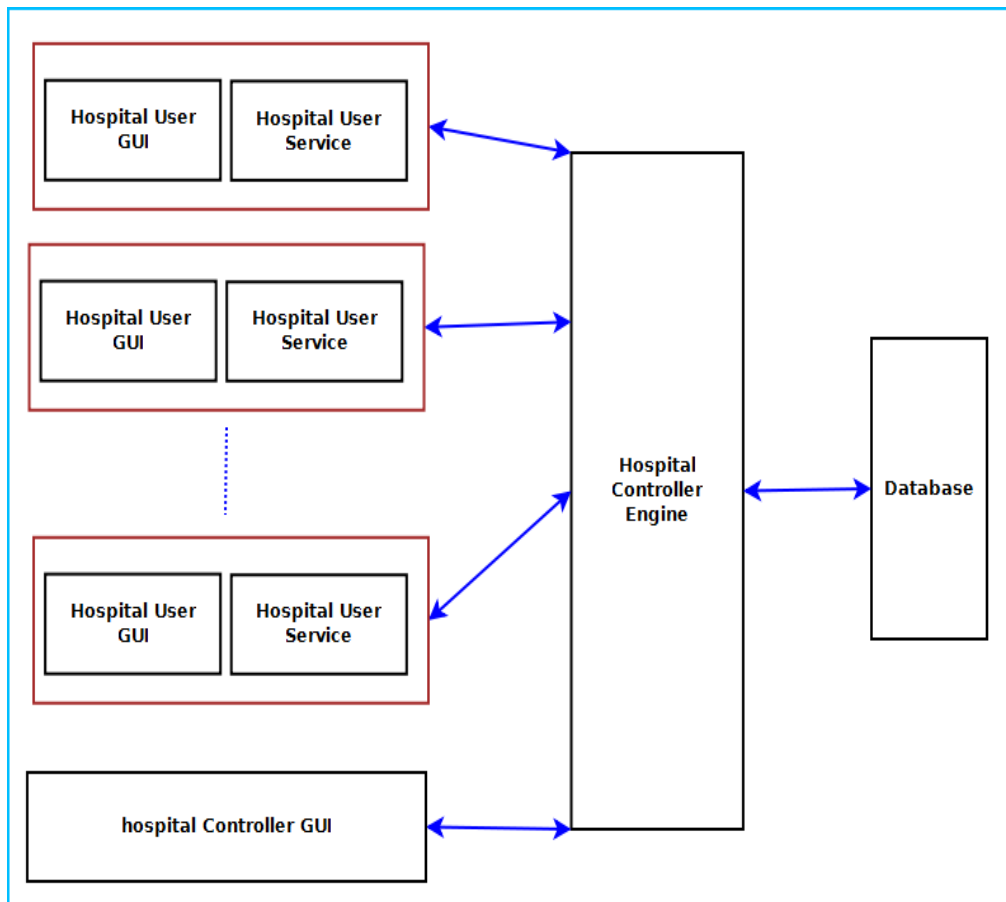 Hospital User
GUI
Hospital User
Service
Hospital User
GUI
Hospital User
Service
Hospital
Controller
Engine
Database
Hospital User
GUI
Hospital User
Service
hospital Controller GUI